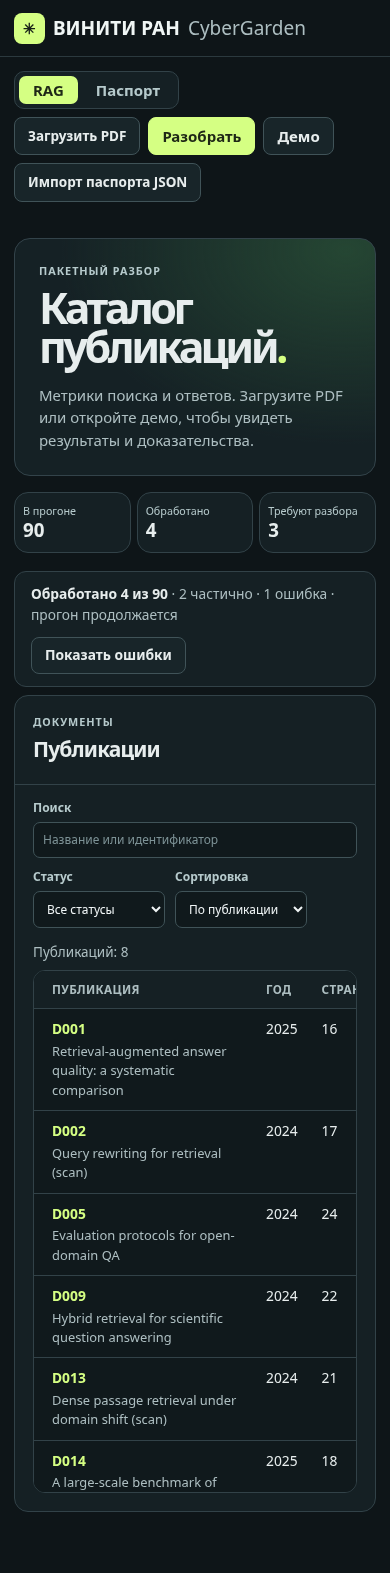 ВИНИТИ РАН CyberGarden
RAG Паспорт
Загрузить PDF Разобрать Демо
Импорт паспорта JSON
ПАКЕТНЫЙ РАЗБОР
Каталог
публикаций.
Метрики поиска и ответов. Загрузите PDF
или откройте демо, чтобы увидеть
результаты и доказательства.
В прогоне Обработано Требуют разбора
90 4 3
Обработано 4 из 90 · 2 частично · 1 ошибка ·
прогон продолжается
Показать ошибки
ДОКУМЕНТЫ
Публикации
Поиск
Название или идентификатор
Статус Сортировка
Все статусы По публикации
Публикаций: 8
ПУБЛИКАЦИЯ ГОД СТРАН
D001 2025 16
Retrieval-augmented answer
quality: a systematic
comparison
D002 2024 17
Query rewriting for retrieval
(scan)
D005 2024 24
Evaluation protocols for open-
domain QA
D009 2024 22
Hybrid retrieval for scientific
question answering
D013 2024 21
Dense passage retrieval under
domain shift (scan)
D014 2025 18
A large-scale benchmark of